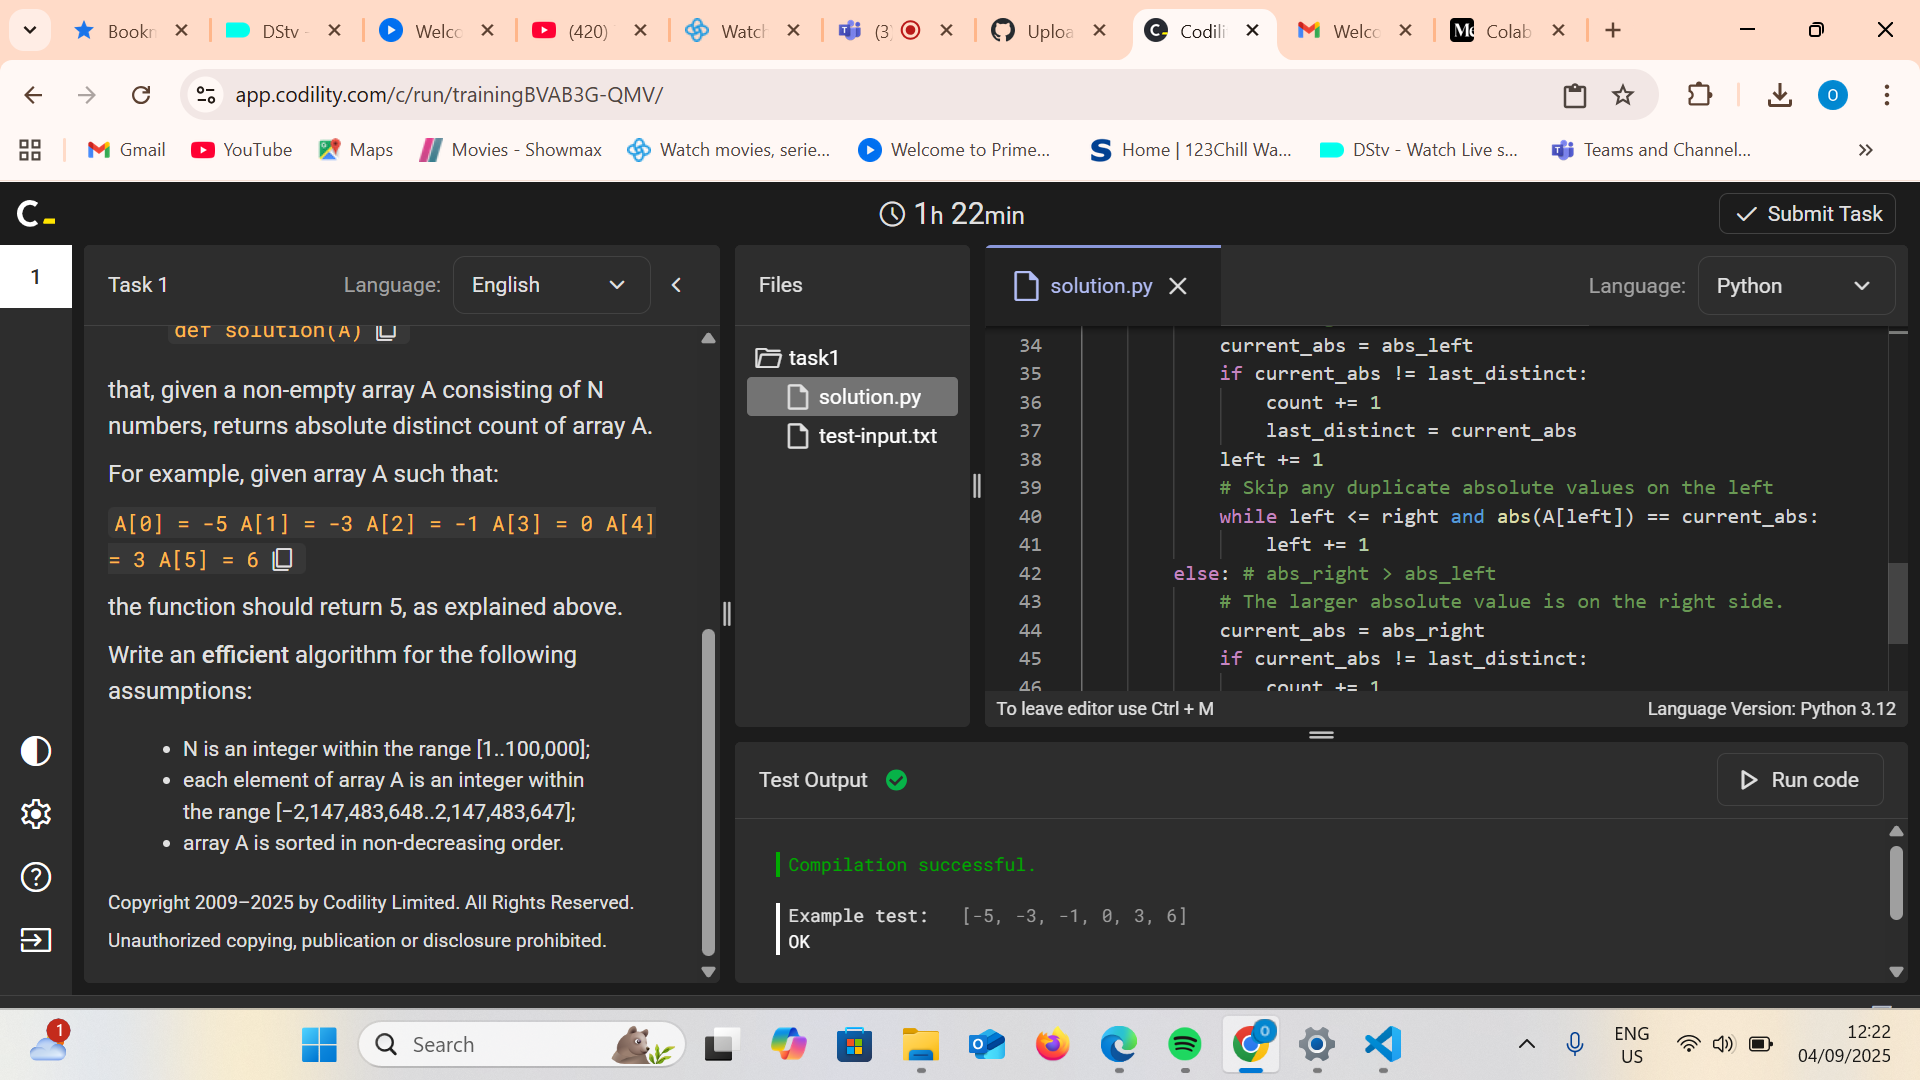 Bookn
DStv -
Welco
(420)
Watch
(3)
Uploa
Codili
Welco
Colab
app.codility.com/c/run/trainingBVAB3G-QMV/
O
Gmail
YouTube
Maps
Movies - Showmax
Watch movies, serie...
Welcome to Prime...
Home | 123Chill Wa...
DStv - Watch Live s...
Teams and Channel...
1h 22min
Submit Task
1
Task 1
Language:
English
def solution(A)
that, given a non-empty array A consisting of N
numbers, returns absolute distinct count of array A.
For example, given array A such that:
A[0] = -5 A[1] = -3 A[2] = -1 A[3] = 0 A[4]
= 3 A[5] = 6
the function should return 5, as explained above.
Write an efficient algorithm for the following
assumptions:
• N is an integer within the range [1..100,000];
• each element of array A is an integer within
the range [−2,147,483,648..2,147,483,647];
• array A is sorted in non-decreasing order.
Copyright 2009–2025 by Codility Limited. All Rights Reserved.
Unauthorized copying, publication or disclosure prohibited.
Files
task1
solution.py
test-input.txt
solution.py
Language:
Python
34 current_abs = abs_left
35 if current_abs != last_distinct:
36 count += 1
37 last_distinct = current_abs
38 left += 1
39 # Skip any duplicate absolute values on the left
40 while left <= right and abs(A[left]) == current_abs:
41 left += 1
42 else: # abs_right > abs_left
43 # The larger absolute value is on the right side.
44 current_abs = abs_right
45 if current_abs != last_distinct:
46 count += 1
To leave editor use Ctrl + M
Language Version: Python 3.12
Test Output
Run code
Compilation successful.
Example test: [-5, -3, -1, 0, 3, 6]
OK
1
Search
ENG
US
12:22
04/09/2025